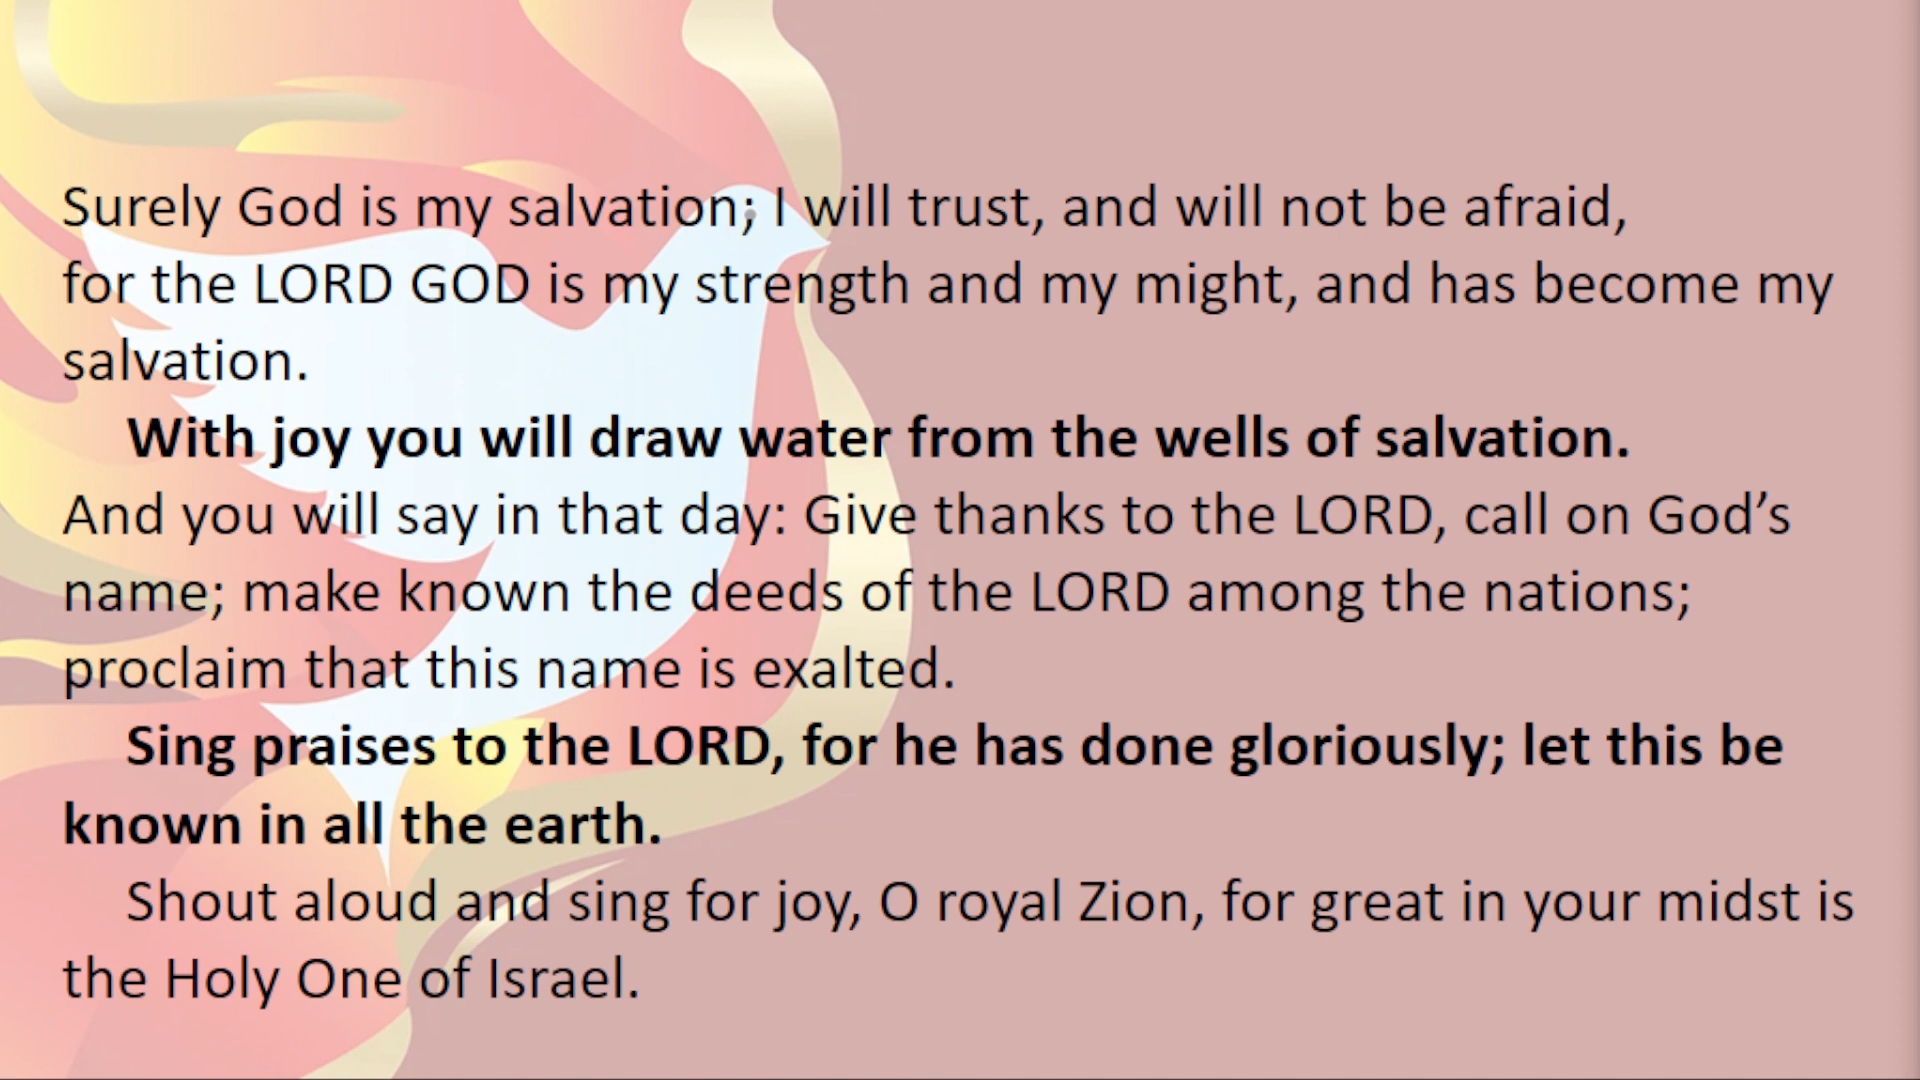 Surely God is my salvation; I will trust, and will not be afraid,
for the LORD GOD is my strength and my might, and has become my
salvation.
With joy you will draw water from the wells of salvation.
And you will say in that day: Give thanks to the LORD, call on God’s
name; make known the deeds of the LORD among the nations;
proclaim that this name is exalted.
Sing praises to the LORD, for he has done gloriously; let this be
known in all the earth.
Shout aloud and sing for joy, O royal Zion, for great in your midst is
the Holy One of Israel.